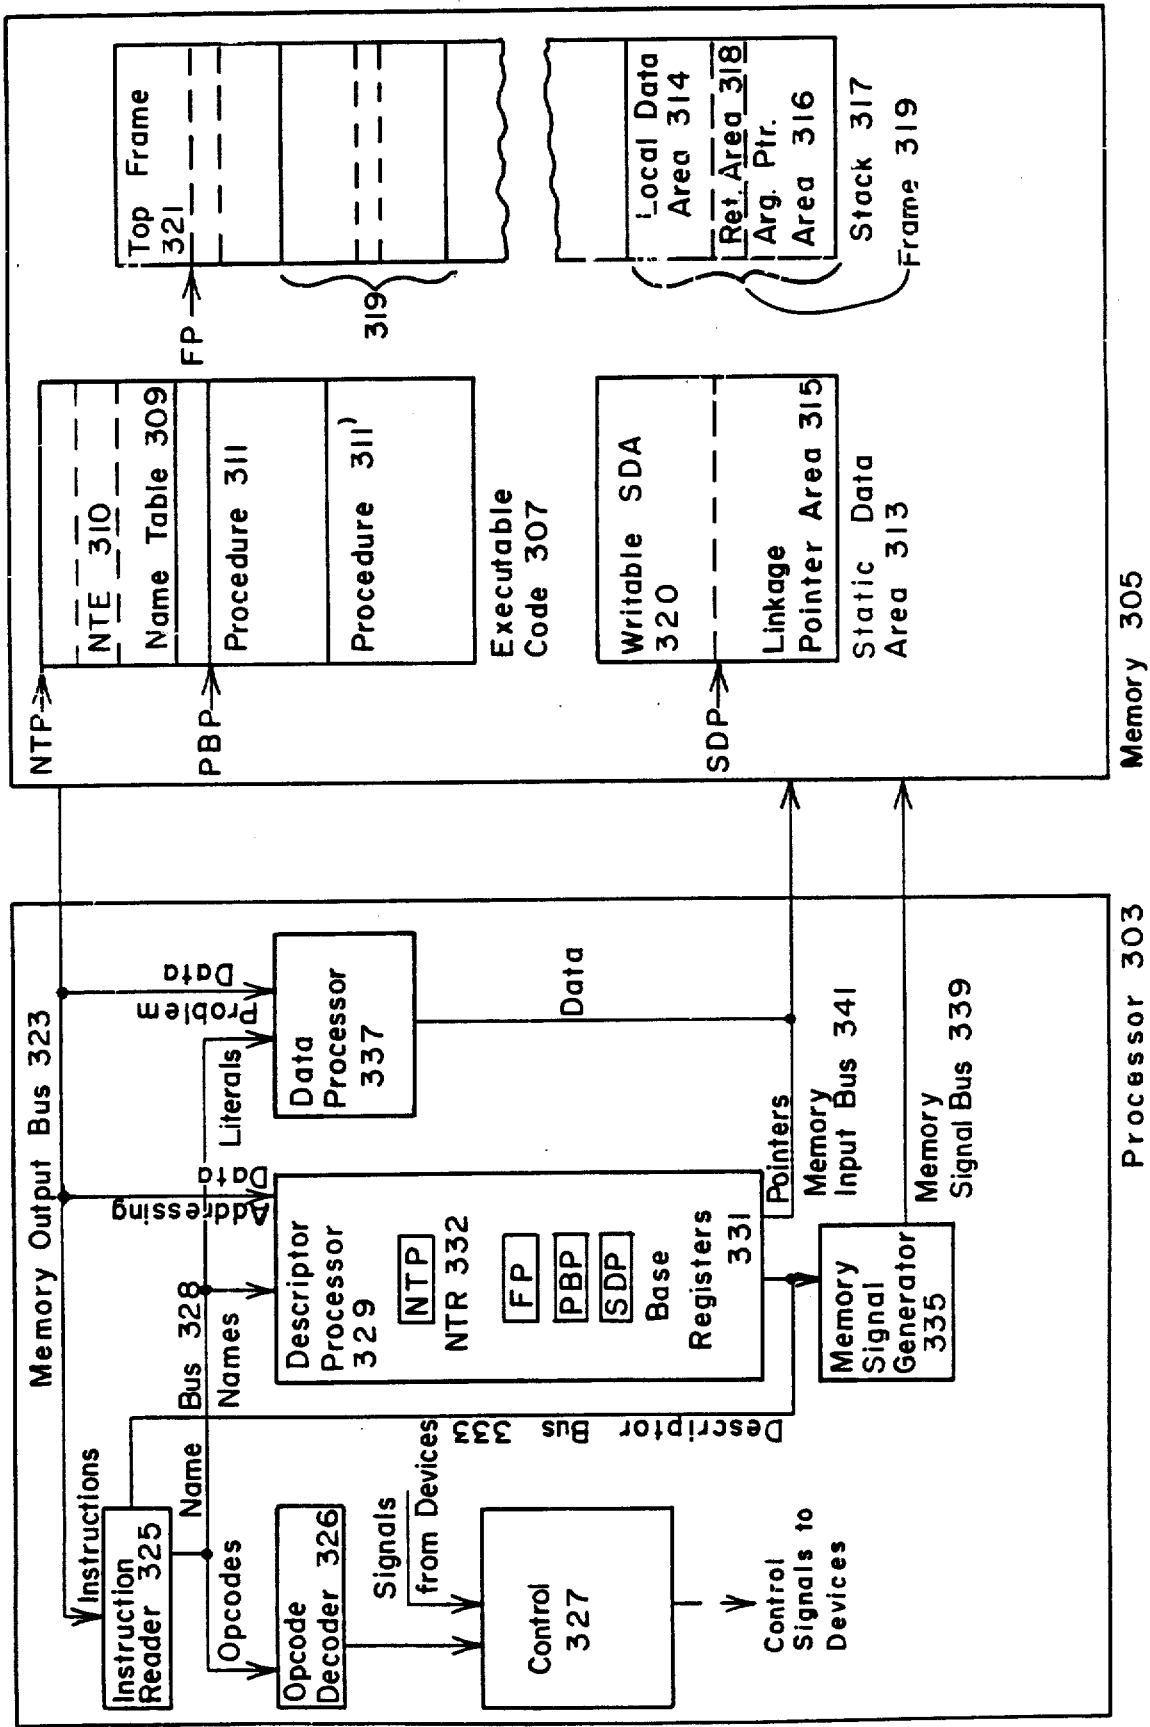 Processor 303
Memory Output Bus 323
Instructions
Instruction
Reader 325
Name Bus 328
Opcodes
Names
Literals
Addressing
Data
Problem
Data
Opcode
Decoder 326
Signals
from Devices
Control
327
Control
Signals to
Devices
Descriptor Bus 333
Descriptor
Processor
329
NTP
NTR 332
FP
PBP
SDP
Base
Registers
331
Data
Processor
337
Data
Pointers
Memory
Input Bus 341
Memory
Signal
Generator
335
Memory
Signal Bus 339
Memory 305
NTP
NTE 310
Name Table 309
PBP
Procedure 311
Procedure 311'
Executable
Code 307
SDP
Writable SDA
320
Linkage
Pointer Area 315
Static Data
Area 313
FP
Top Frame
321
319
Local Data
Area 314
Ret. Area 318
Arg. Ptr.
Area 316
Stack 317
Frame 319